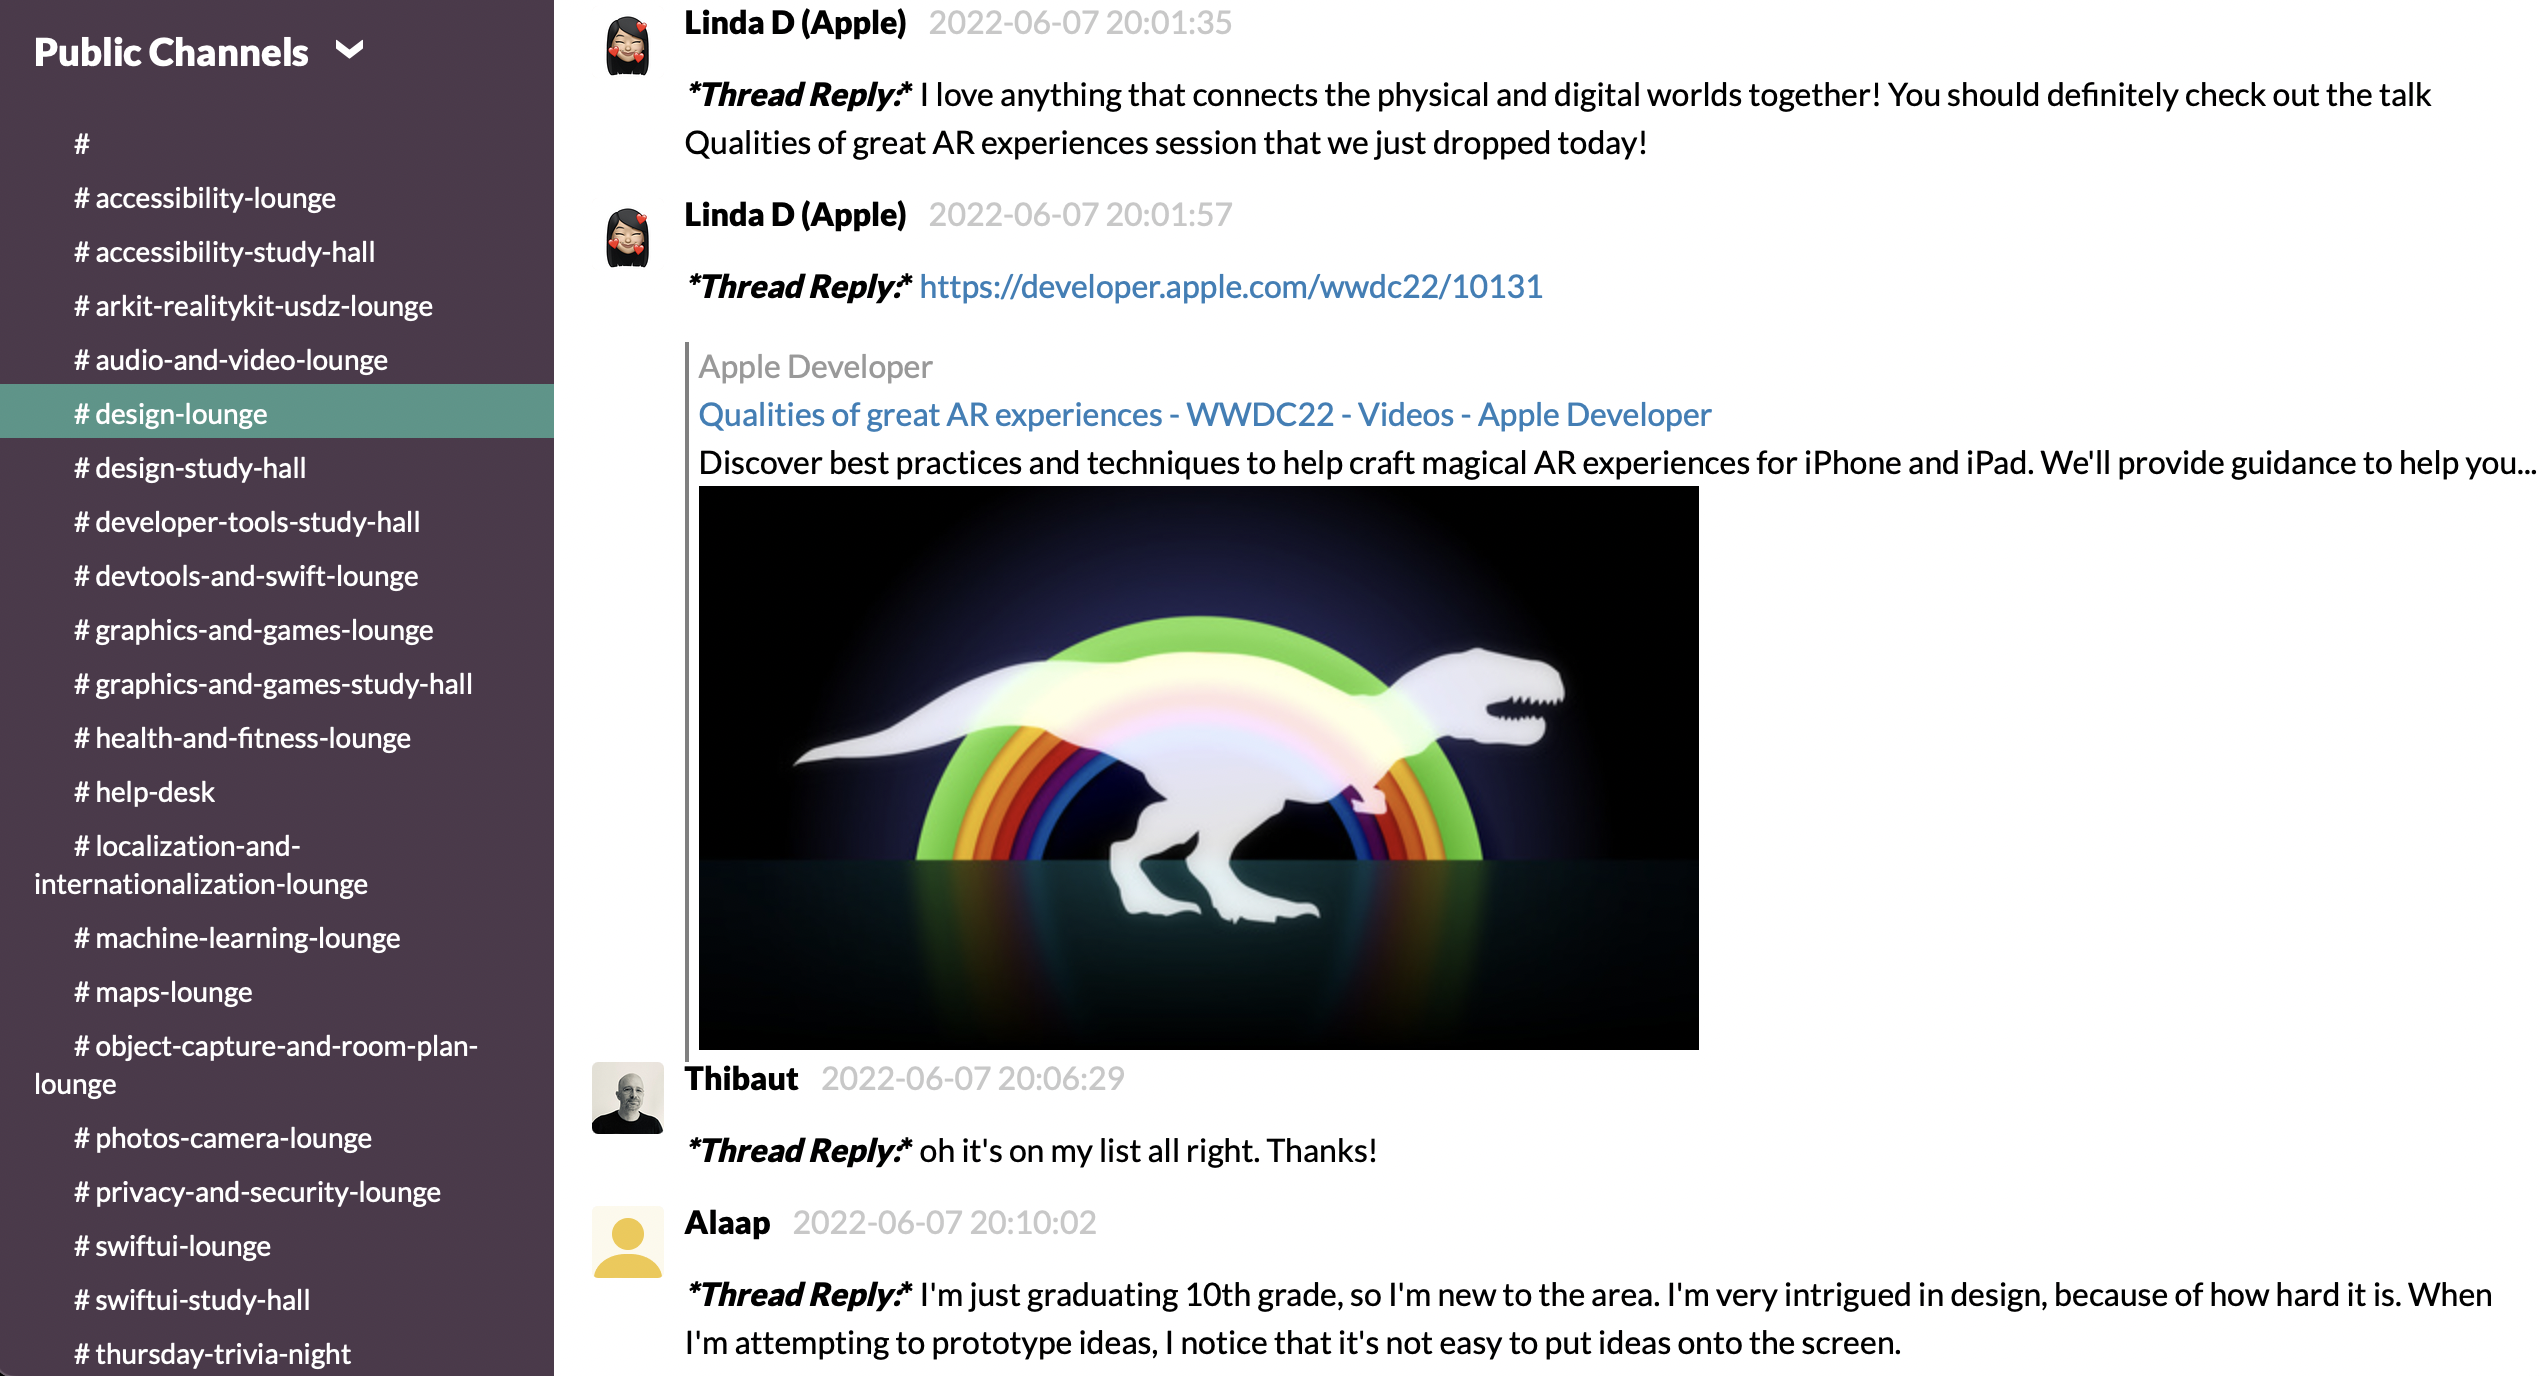 Public Channels
#
# accessibility-lounge
# accessibility-study-hall
# arkit-realitykit-usdz-lounge
# audio-and-video-lounge
# design-lounge
# design-study-hall
# developer-tools-study-hall
# devtools-and-swift-lounge
# graphics-and-games-lounge
# graphics-and-games-study-hall
# health-and-fitness-lounge
# help-desk
# localization-and-
internationalization-lounge
# machine-learning-lounge
# maps-lounge
# object-capture-and-room-plan-
lounge
# photos-camera-lounge
# privacy-and-security-lounge
# swiftui-lounge
# swiftui-study-hall
# thursday-trivia-night
Linda D (Apple) 2022-06-07 20:01:35
*Thread Reply:* I love anything that connects the physical and digital worlds together! You should definitely check out the talk
Qualities of great AR experiences session that we just dropped today!
Linda D (Apple) 2022-06-07 20:01:57
*Thread Reply:* https://developer.apple.com/wwdc22/10131
Apple Developer
Qualities of great AR experiences - WWDC22 - Videos - Apple Developer
Discover best practices and techniques to help craft magical AR experiences for iPhone and iPad. We'll provide guidance to help you...
Thibaut 2022-06-07 20:06:29
*Thread Reply:* oh it's on my list all right. Thanks!
Alaap 2022-06-07 20:10:02
*Thread Reply:* I'm just graduating 10th grade, so I'm new to the area. I'm very intrigued in design, because of how hard it is. When
I'm attempting to prototype ideas, I notice that it's not easy to put ideas onto the screen.